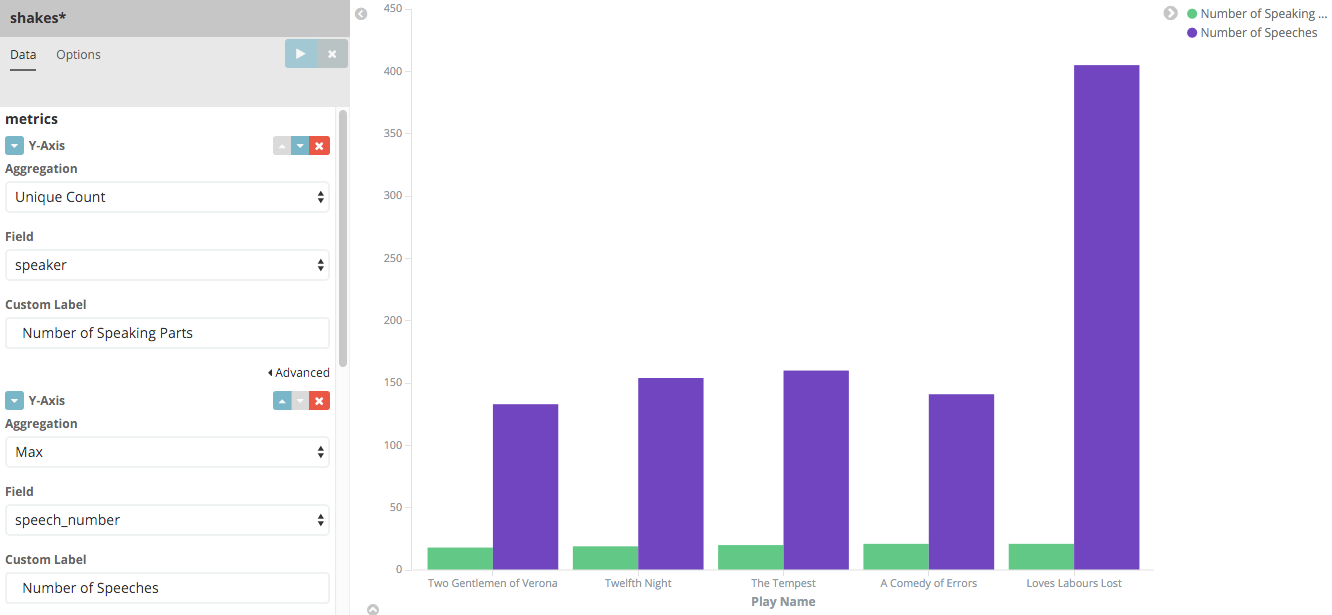 shakes*
Data Options
metrics
Y-Axis
Aggregation
Unique Count
Field
speaker
Custom Label
Number of Speaking Parts
Advanced
Y-Axis
Aggregation
Max
Field
speech_number
Custom Label
Number of Speeches
450
400
350
300
250
200
150
100
50
0
Two Gentlemen of Verona Twelfth Night The Tempest A Comedy of Errors Loves Labours Lost
Play Name
Number of Speaking ...
Number of Speeches